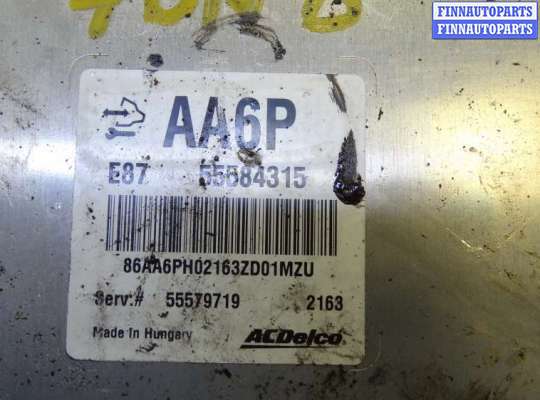 FINNAUTOPARTS
FINNAUTOPARTS
AA6P
E87 55584315
86AA6PH02163ZD01MZU
Serv.# 55579719 2163
Made In Hungary ACDelco